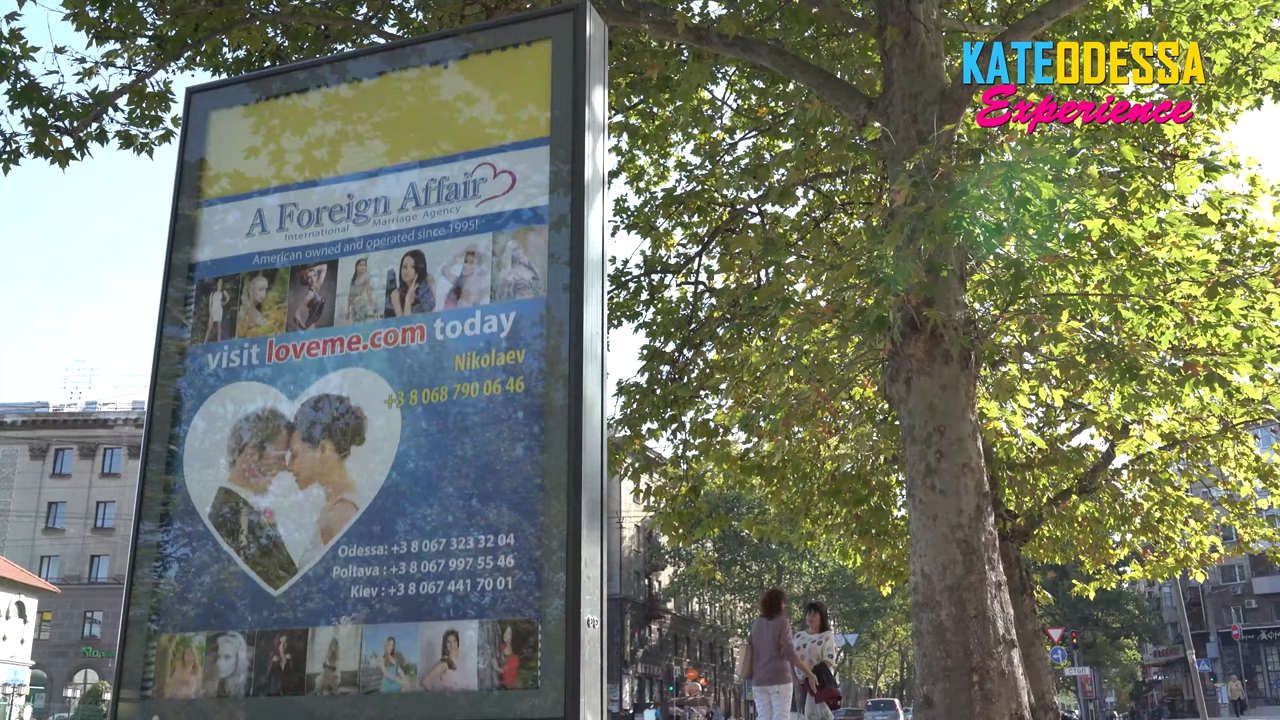 KATEODESSA
Experience
A Foreign Affair
International Marriage Agency
American owned and operated since 1995!
visit loveme.com today
Nikolaev
+3 8 068 790 06 46
Odessa: +3 8 067 323 32 04
Poltava : +3 8 067 997 55 46
Kiev : +3 8 067 441 70 01
СТОП